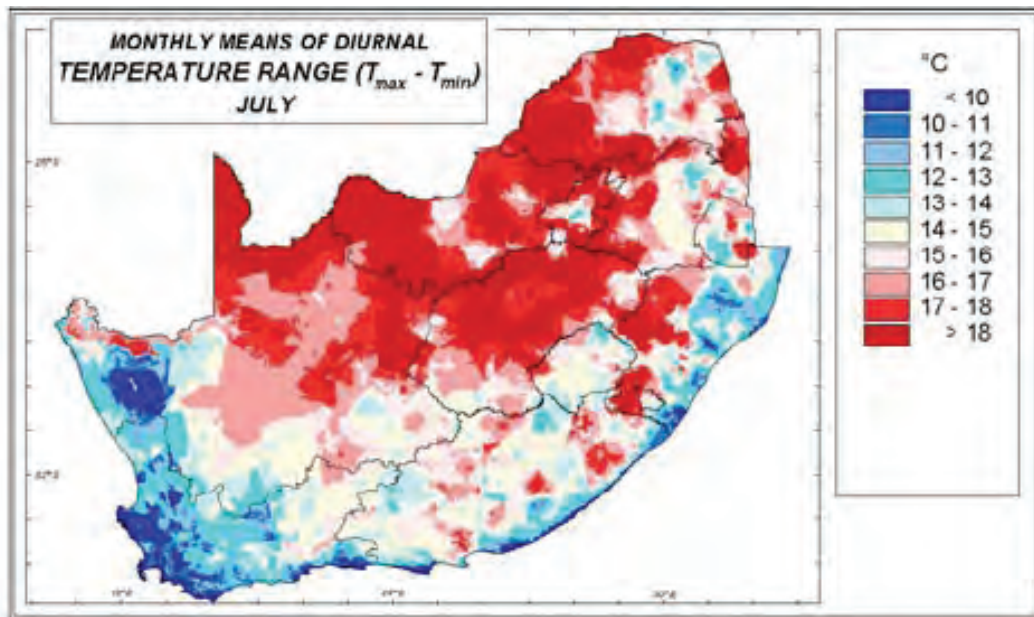 MONTHLY MEANS OF DIURNAL
TEMPERATURE RANGE (Tmax - Tmin)
JULY
°C
< 10
10 - 11
11 - 12
12 - 13
13 - 14
14 - 15
15 - 16
16 - 17
17 - 18
> 18